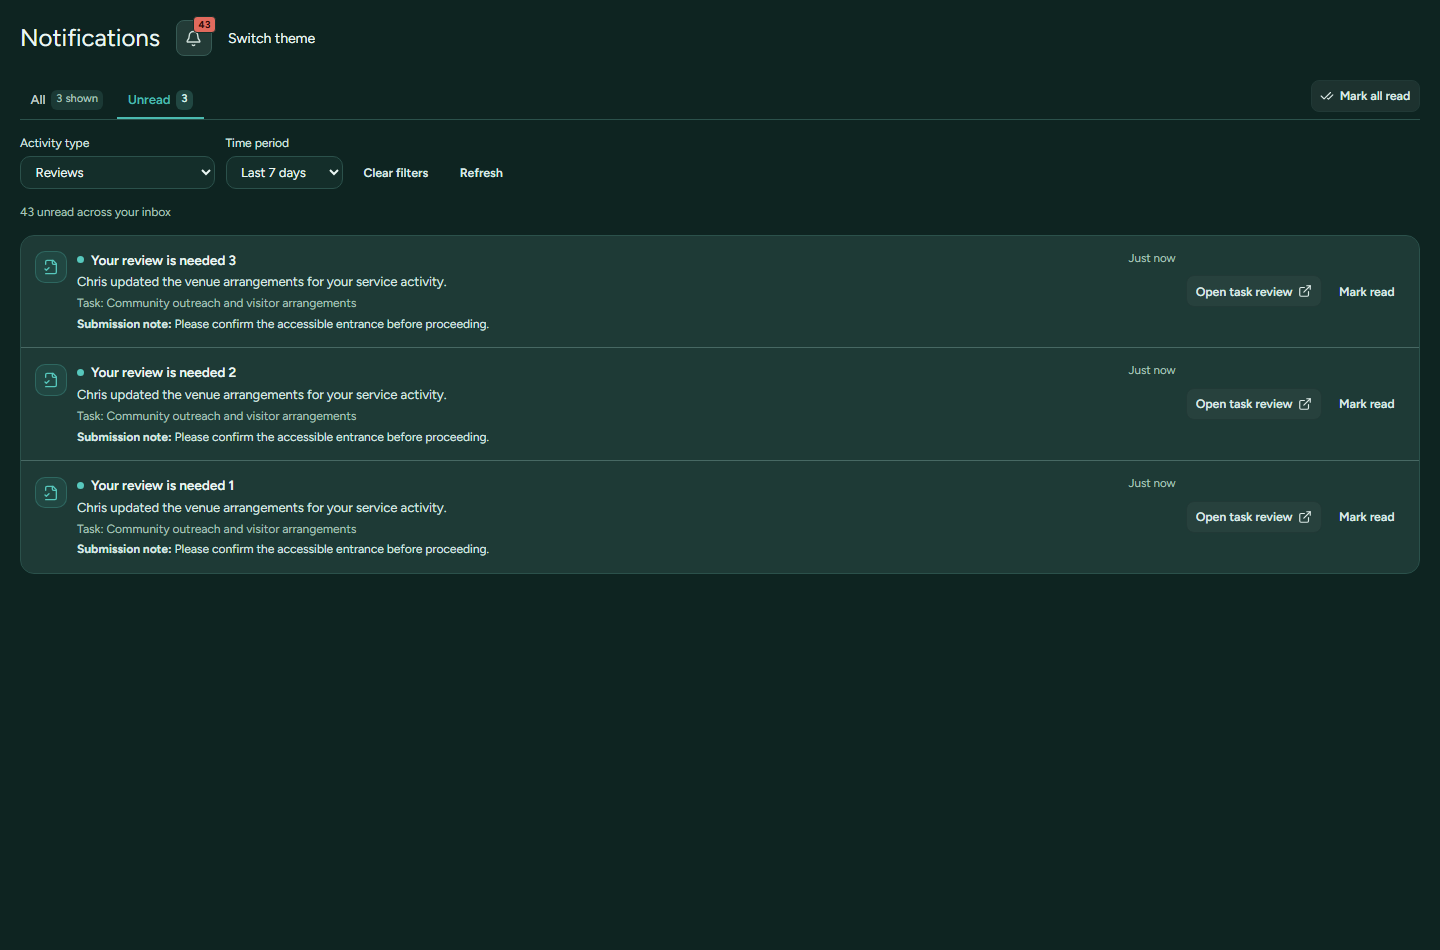 Notifications
43
Switch theme
All 3 shown
Unread 3
Mark all read
Activity type
Time period
Reviews
Last 7 days
Clear filters
Refresh
43 unread across your inbox
Your review is needed 3
Just now
Chris updated the venue arrangements for your service activity.
Open task review
Mark read
Task: Community outreach and visitor arrangements
Submission note: Please confirm the accessible entrance before proceeding.
Your review is needed 2
Just now
Chris updated the venue arrangements for your service activity.
Open task review
Mark read
Task: Community outreach and visitor arrangements
Submission note: Please confirm the accessible entrance before proceeding.
Your review is needed 1
Just now
Chris updated the venue arrangements for your service activity.
Open task review
Mark read
Task: Community outreach and visitor arrangements
Submission note: Please confirm the accessible entrance before proceeding.